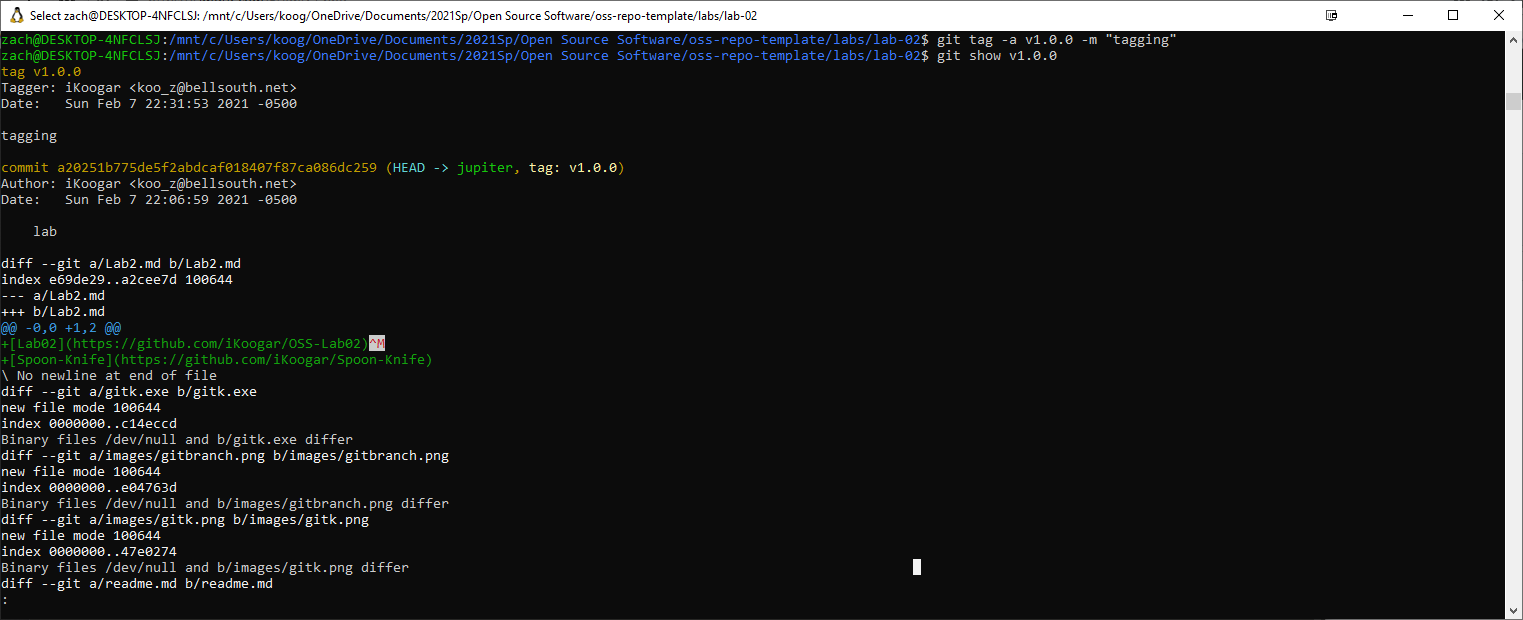 Select zach@DESKTOP-4NFCLSJ: /mnt/c/Users/koog/OneDrive/Documents/2021Sp/Open Source Software/oss-repo-template/labs/lab-02
zach@DESKTOP-4NFCLSJ:/mnt/c/Users/koog/OneDrive/Documents/2021Sp/Open Source Software/oss-repo-template/labs/lab-02$ git tag -a v1.0.0 -m "tagging"
zach@DESKTOP-4NFCLSJ:/mnt/c/Users/koog/OneDrive/Documents/2021Sp/Open Source Software/oss-repo-template/labs/lab-02$ git show v1.0.0
tag v1.0.0
Tagger: iKoogar <koo_z@bellsouth.net>
Date:   Sun Feb 7 22:31:53 2021 -0500

tagging

commit a20251b775de5f2abdcaf018407f87ca086dc259 (HEAD -> jupiter, tag: v1.0.0)
Author: iKoogar <koo_z@bellsouth.net>
Date:   Sun Feb 7 22:06:59 2021 -0500

    lab

diff --git a/Lab2.md b/Lab2.md
index e69de29..a2cee7d 100644
--- a/Lab2.md
+++ b/Lab2.md
@@ -0,0 +1,2 @@
+[Lab02](https://github.com/iKoogar/OSS-Lab02)^M
+[Spoon-Knife](https://github.com/iKoogar/Spoon-Knife)
\ No newline at end of file
diff --git a/gitk.exe b/gitk.exe
new file mode 100644
index 0000000..c14eccd
Binary files /dev/null and b/gitk.exe differ
diff --git a/images/gitbranch.png b/images/gitbranch.png
new file mode 100644
index 0000000..e04763d
Binary files /dev/null and b/images/gitbranch.png differ
diff --git a/images/gitk.png b/images/gitk.png
new file mode 100644
index 0000000..47e0274
Binary files /dev/null and b/images/gitk.png differ
diff --git a/readme.md b/readme.md
: